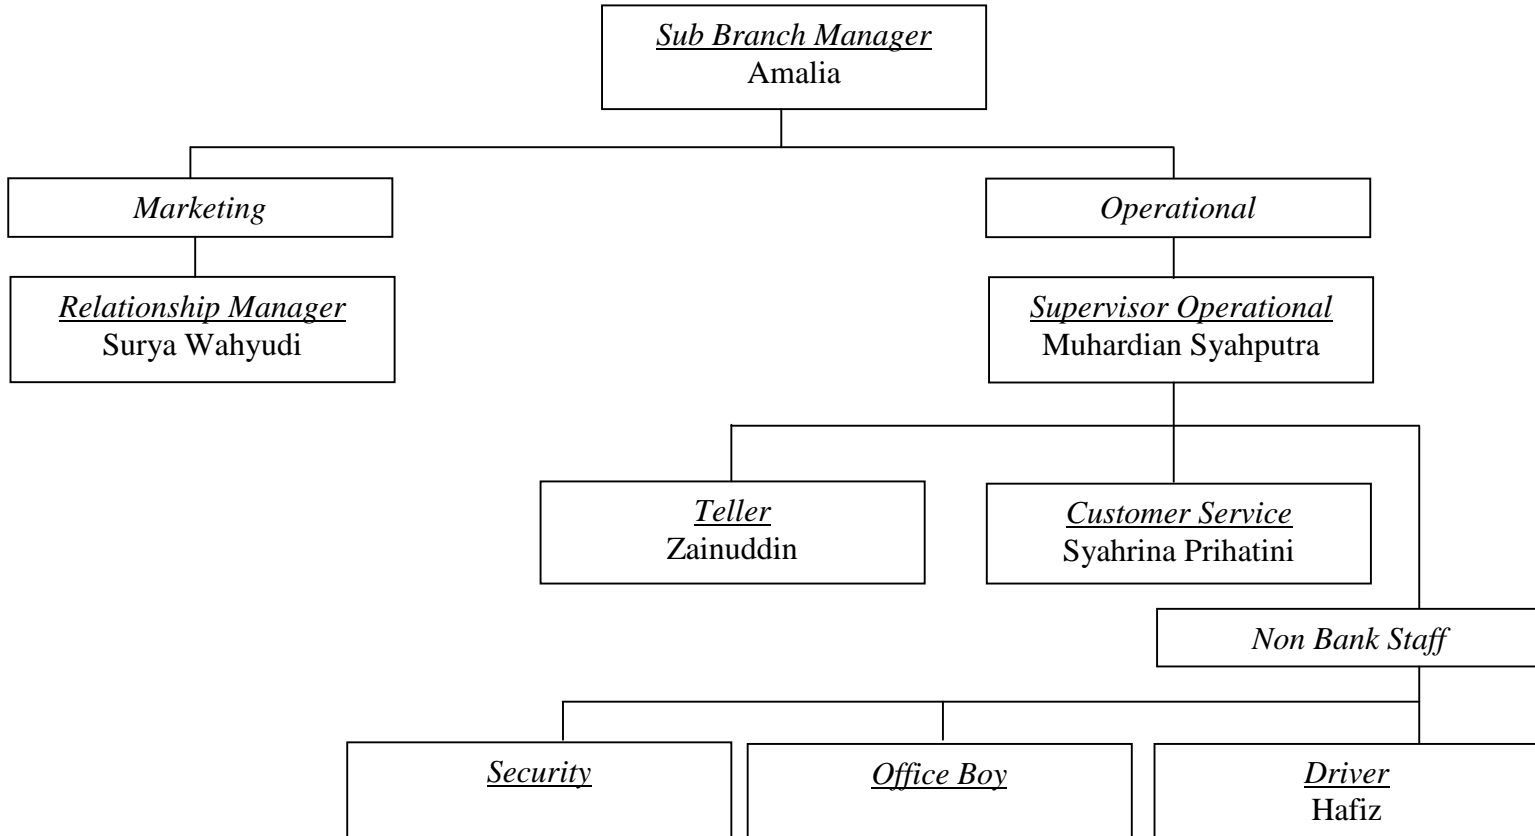 Sub Branch Manager
Amalia
Marketing
Operational
Relationship Manager
Surya Wahyudi
Supervisor Operational
Muhardian Syahputra
Teller
Zainuddin
Customer Service
Syahrina Prihatini
Non Bank Staff
Security
Office Boy
Driver
Hafiz